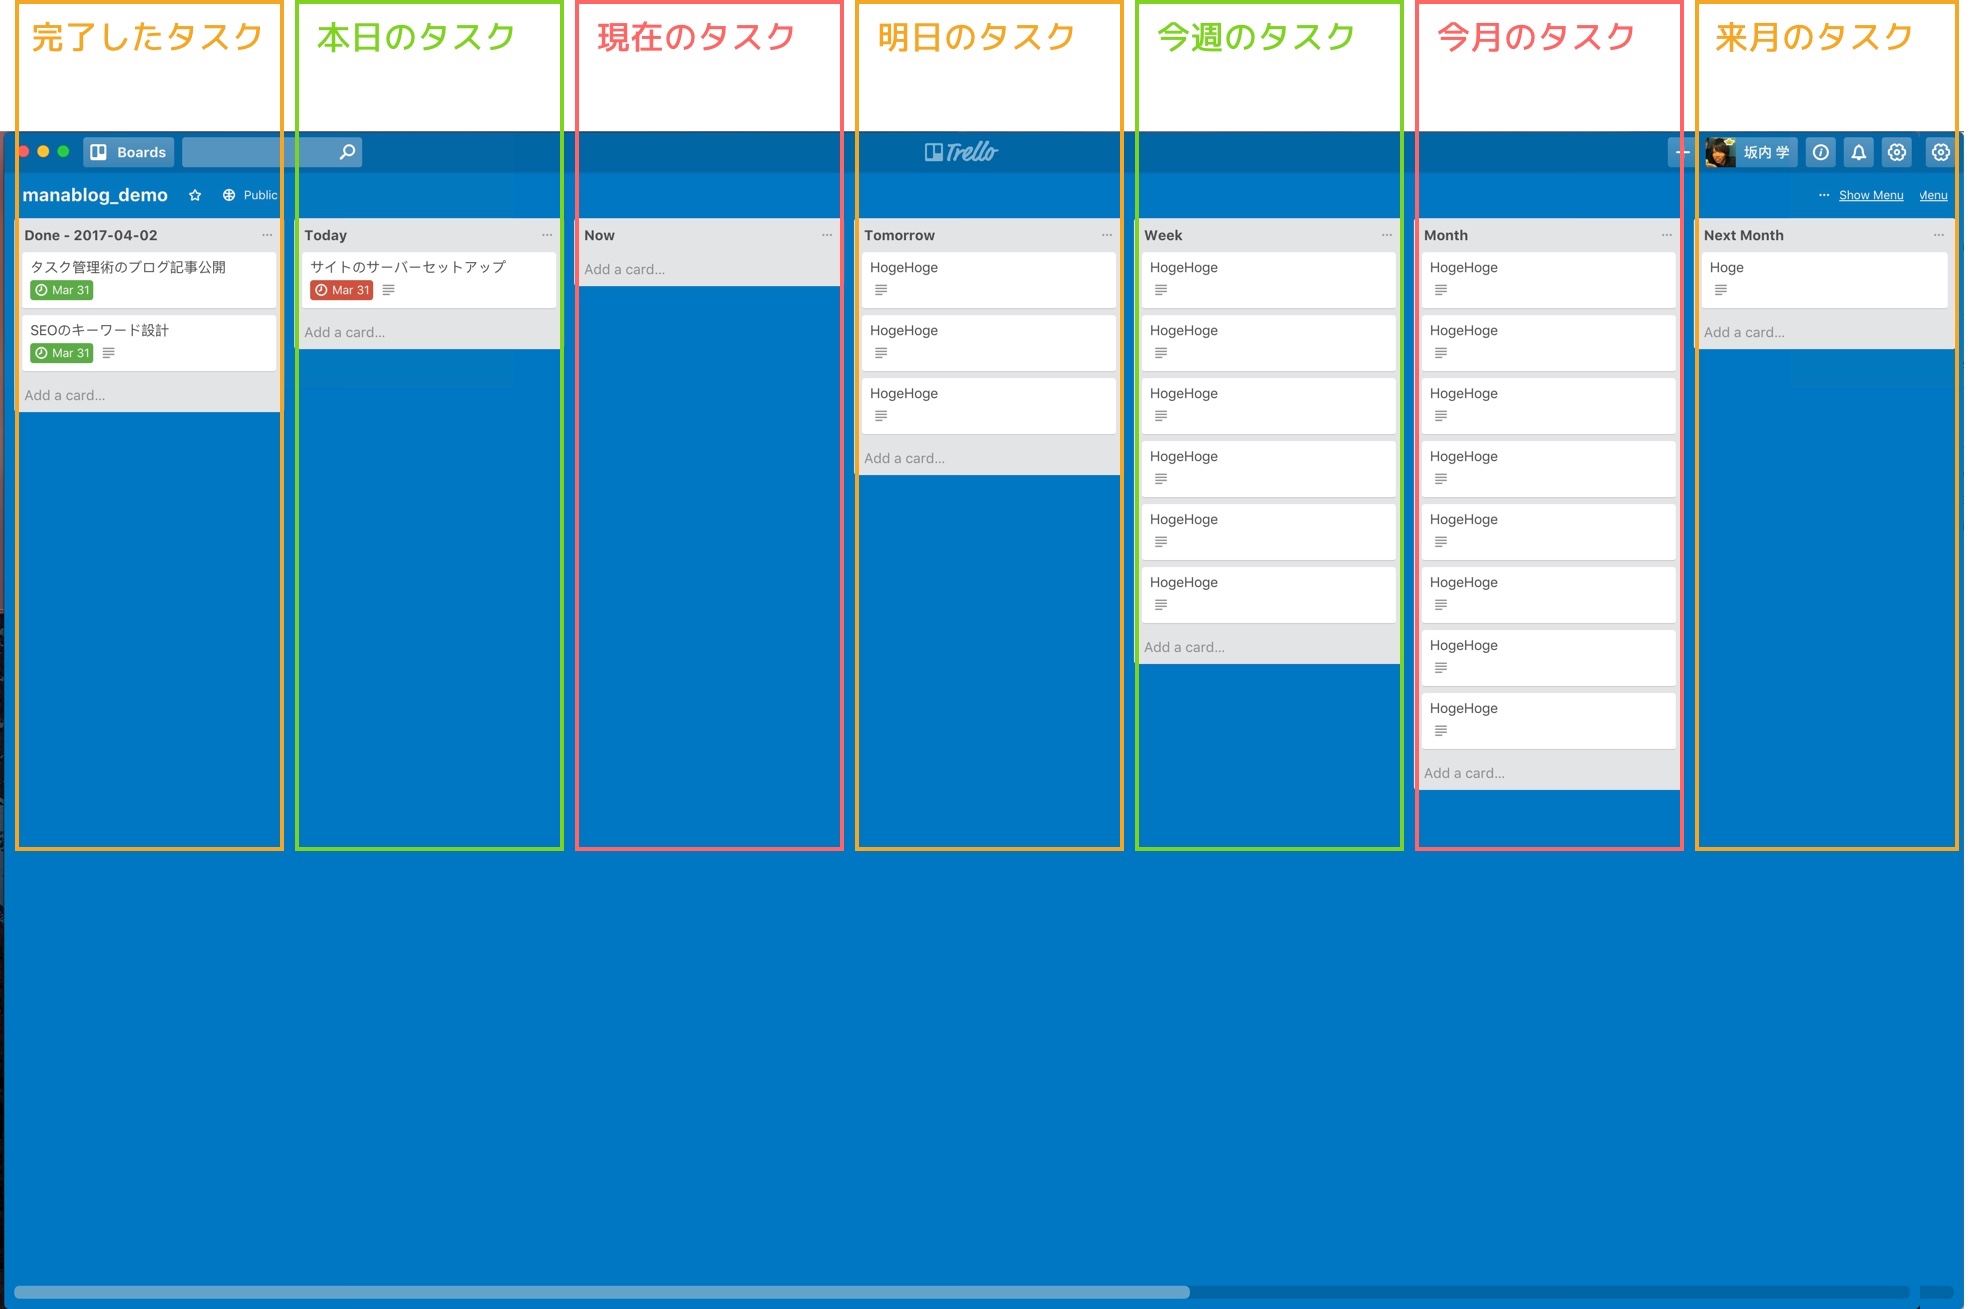 完了したタスク
本日のタスク
現在のタスク
明日のタスク
今週のタスク
今月のタスク
来月のタスク
Boards
Trello
坂内 学
manablog_demo
Public
Show Menu
Menu
Done - 2017-04-02
タスク管理術のブログ記事公開
Mar 31
SEOのキーワード設計
Mar 31
Add a card...
Today
サイトのサーバーセットアップ
Mar 31
Add a card...
Now
Add a card...
Tomorrow
HogeHoge
HogeHoge
HogeHoge
Add a card...
Week
HogeHoge
HogeHoge
HogeHoge
HogeHoge
HogeHoge
HogeHoge
Add a card...
Month
HogeHoge
HogeHoge
HogeHoge
HogeHoge
HogeHoge
HogeHoge
HogeHoge
HogeHoge
Add a card...
Next Month
Hoge
Add a card...